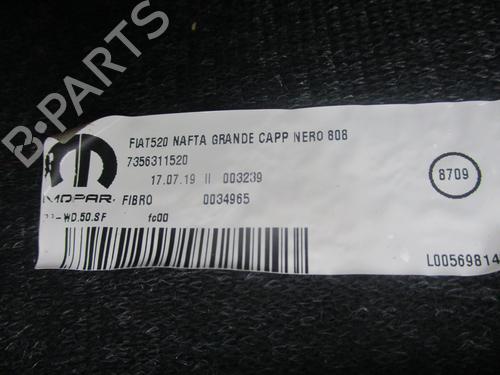 FIAT520 NAFTA GRANDE CAPP NERO 808
7356311520
17.07.19 II 003239
8709
MOPAR FIBRO 0034965
-WD.50.SF fc00
L00569814
B-PARTS